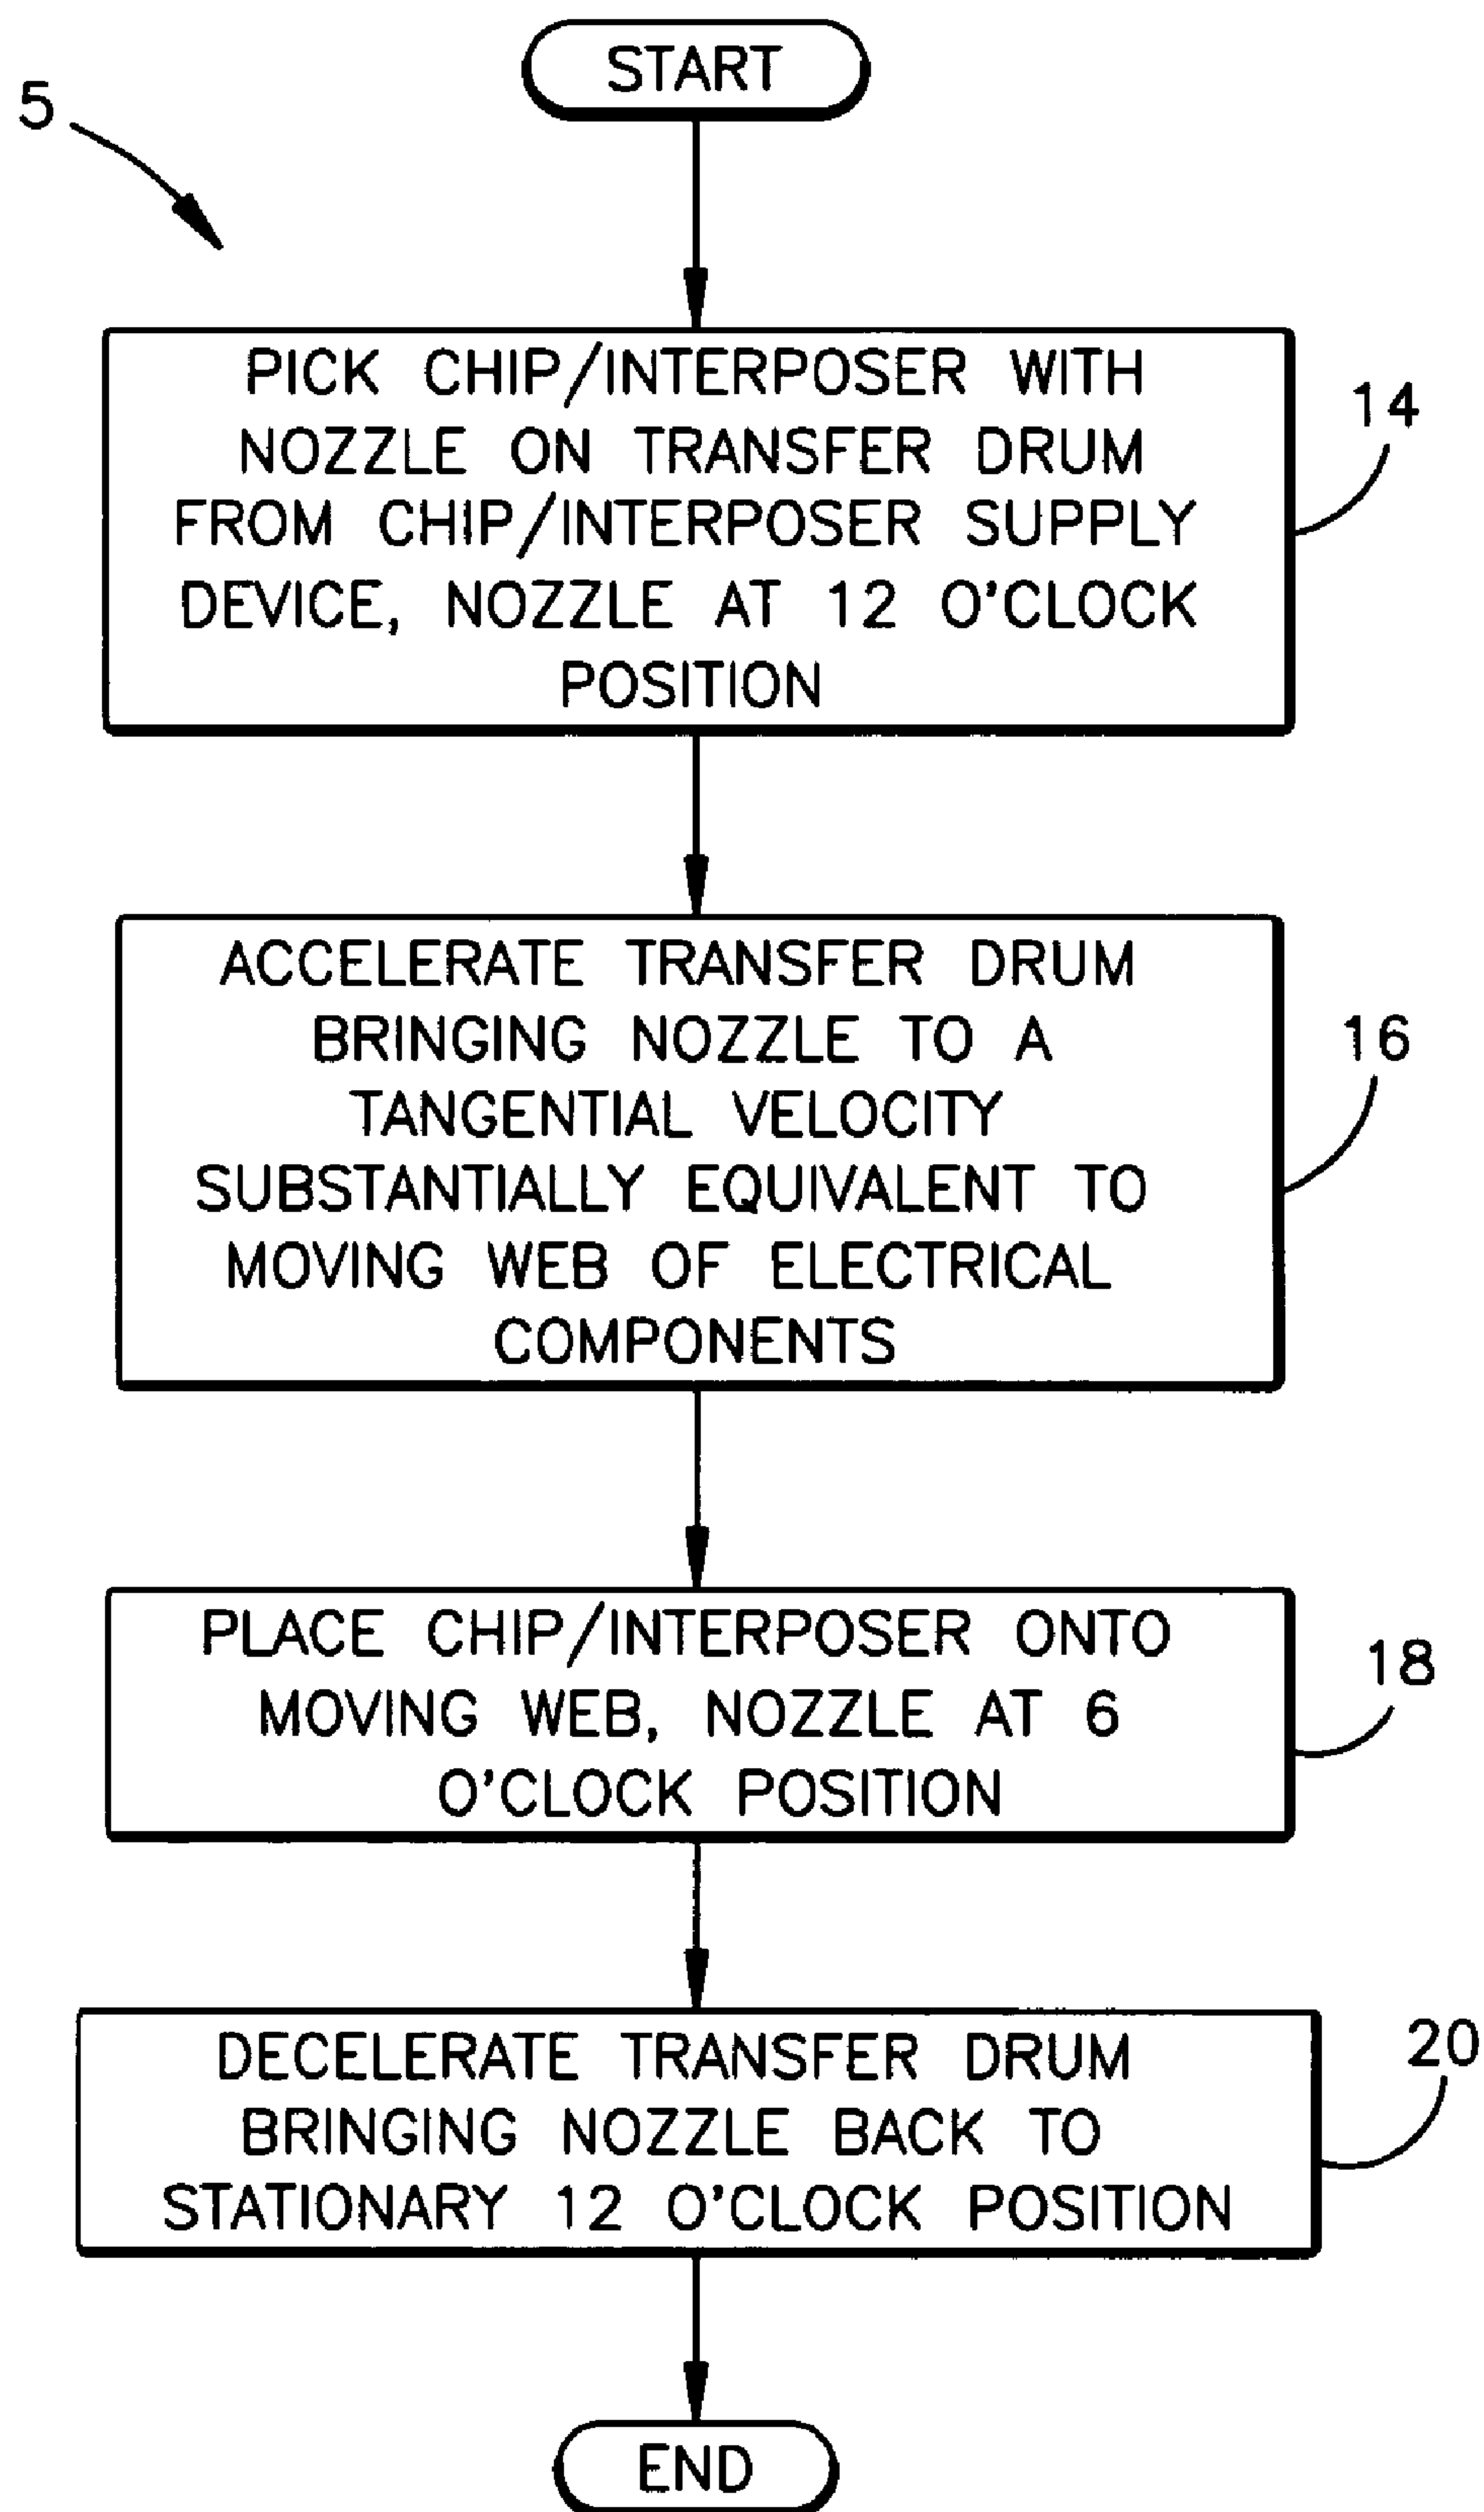 START
5
PICK CHIP/INTERPOSER WITH
NOZZLE ON TRANSFER DRUM
FROM CHIP/INTERPOSER SUPPLY
DEVICE, NOZZLE AT 12 O'CLOCK
POSITION
14
ACCELERATE TRANSFER DRUM
BRINGING NOZZLE TO A
TANGENTIAL VELOCITY
SUBSTANTIALLY EQUIVALENT TO
MOVING WEB OF ELECTRICAL
COMPONENTS
16
PLACE CHIP/INTERPOSER ONTO
MOVING WEB, NOZZLE AT 6
O'CLOCK POSITION
18
DECELERATE TRANSFER DRUM
BRINGING NOZZLE BACK TO
STATIONARY 12 O'CLOCK POSITION
20
END